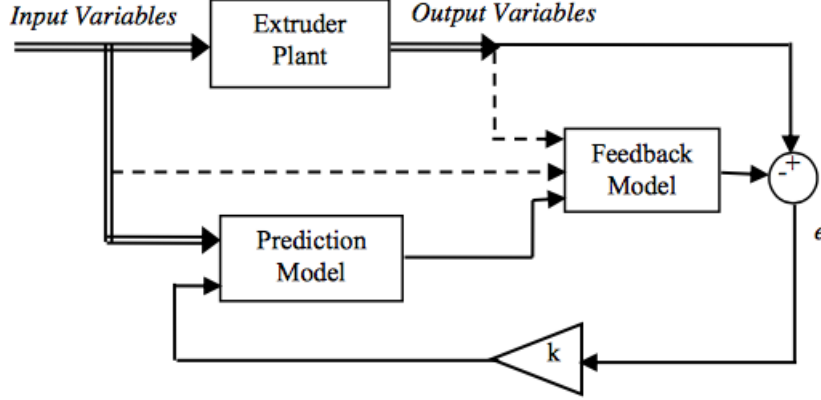 Input Variables
Output Variables
Extruder
Plant
Feedback
Model
- +
Prediction
Model
e
k